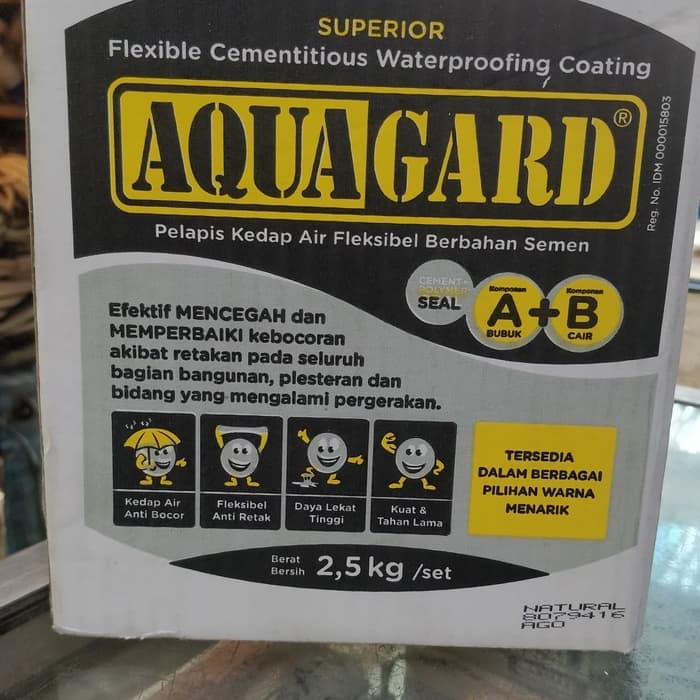 SUPERIOR
Flexible Cementitious Waterproofing Coating
AQUAGARD®
Reg. No. IDM 000015803
Pelapis Kedap Air Fleksibel Berbahan Semen
CEMENT+
POLYMER
SEAL
Komponen
A
BUBUK
+
Komponen
B
CAIR
Efektif MENCEGAH dan
MEMPERBAIKI kebocoran
akibat retakan pada seluruh
bagian bangunan, plesteran dan
bidang yang mengalami pergerakan.
Kedap Air
Anti Bocor
Fleksibel
Anti Retak
Daya Lekat
Tinggi
Kuat &
Tahan Lama
TERSEDIA
DALAM BERBAGAI
PILIHAN WARNA
MENARIK
Berat
Bersih
2,5 kg /set
NATURAL
8079416
AGO